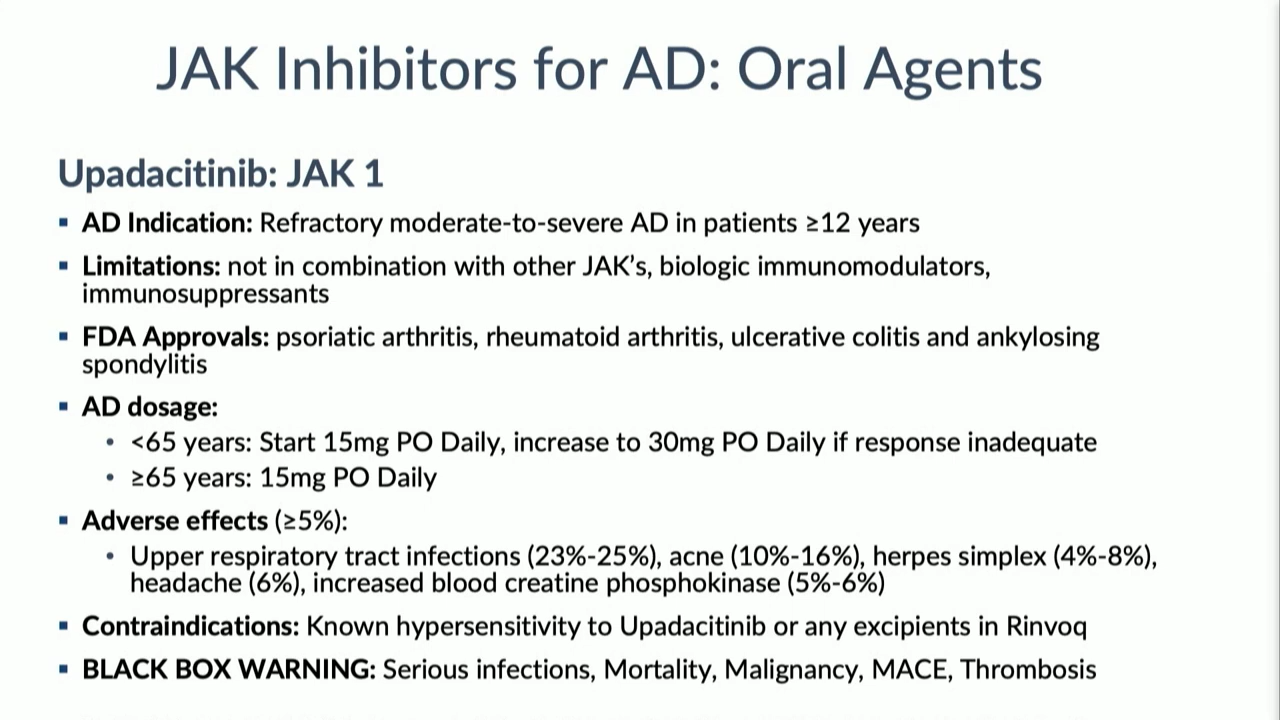 JAK Inhibitors for AD: Oral Agents
Upadacitinib: JAK 1
▪ AD Indication: Refractory moderate-to-severe AD in patients ≥12 years
▪ Limitations: not in combination with other JAK’s, biologic immunomodulators,
immunosuppressants
▪ FDA Approvals: psoriatic arthritis, rheumatoid arthritis, ulcerative colitis and ankylosing
spondylitis
▪ AD dosage:
• <65 years: Start 15mg PO Daily, increase to 30mg PO Daily if response inadequate
• ≥65 years: 15mg PO Daily
▪ Adverse effects (≥5%):
• Upper respiratory tract infections (23%-25%), acne (10%-16%), herpes simplex (4%-8%),
headache (6%), increased blood creatine phosphokinase (5%-6%)
▪ Contraindications: Known hypersensitivity to Upadacitinib or any excipients in Rinvoq
▪ BLACK BOX WARNING: Serious infections, Mortality, Malignancy, MACE, Thrombosis